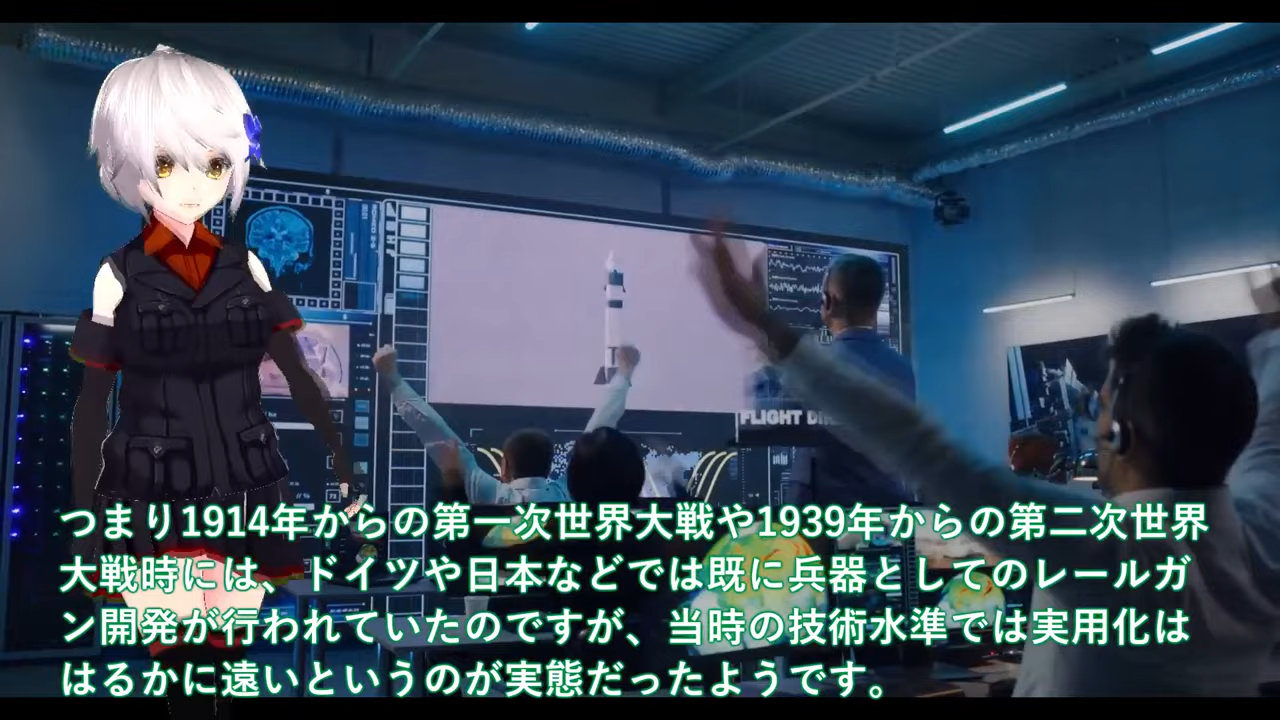 FLIGHT DI
つまり1914年からの第一次世界大戦や1939年からの第二次世界
大戦時には、ドイツや日本などでは既に兵器としてのレールガ
ン開発が行われていたのですが、当時の技術水準では実用化は
はるかに遠いというのが実態だったようです。